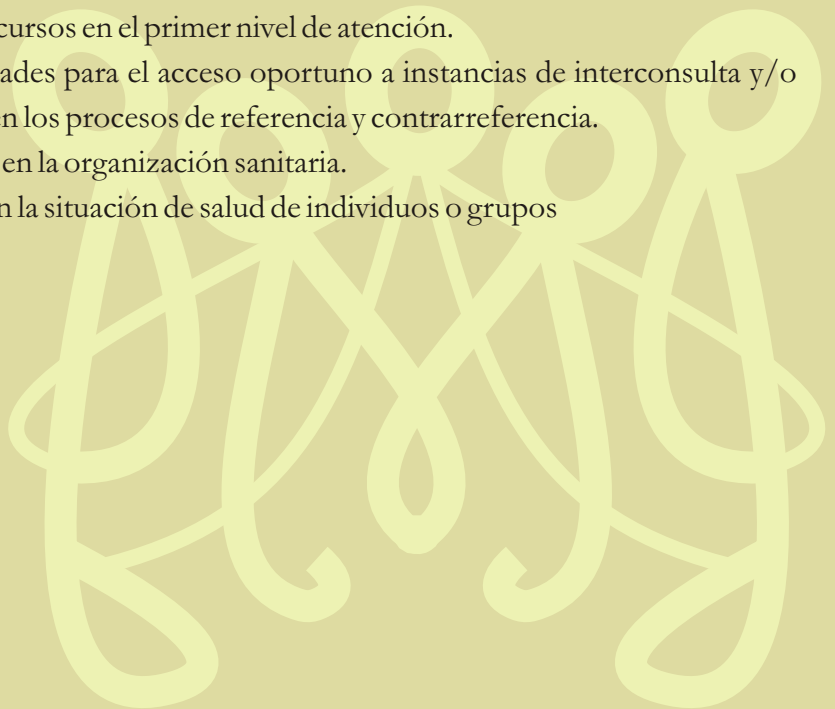 cursos en el primer nivel de atención.
ades para el acceso oportuno a instancias de interconsulta y/o
en los procesos de referencia y contrarreferencia.
en la organización sanitaria.
n la situación de salud de individuos o grupos